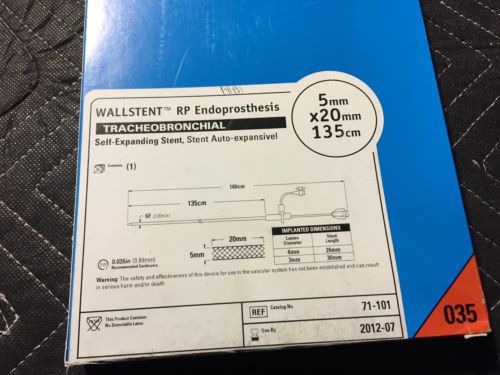 WALLSTENT™ RP Endoprosthesis
TRACHEOBRONCHIAL
Self-Expanding Stent, Stent Auto-expansivel
5mm
x20mm
135cm
Contents (1)
160cm
135cm
6F (2.00mm)
20mm
5mm
IMPLANTED DIMENSIONS
Lumen Diameter Stent Length
4mm 26mm
3mm 30mm
0.035in (0.89mm)
Recommended Guidewire
Warning: The safety and effectiveness of this device for use in the vascular system has not been established and can result
in serious harm and/or death.
This Product Contains
No Detectable Latex.
REF Catalog No. 71-101
Use By 2012-07
035